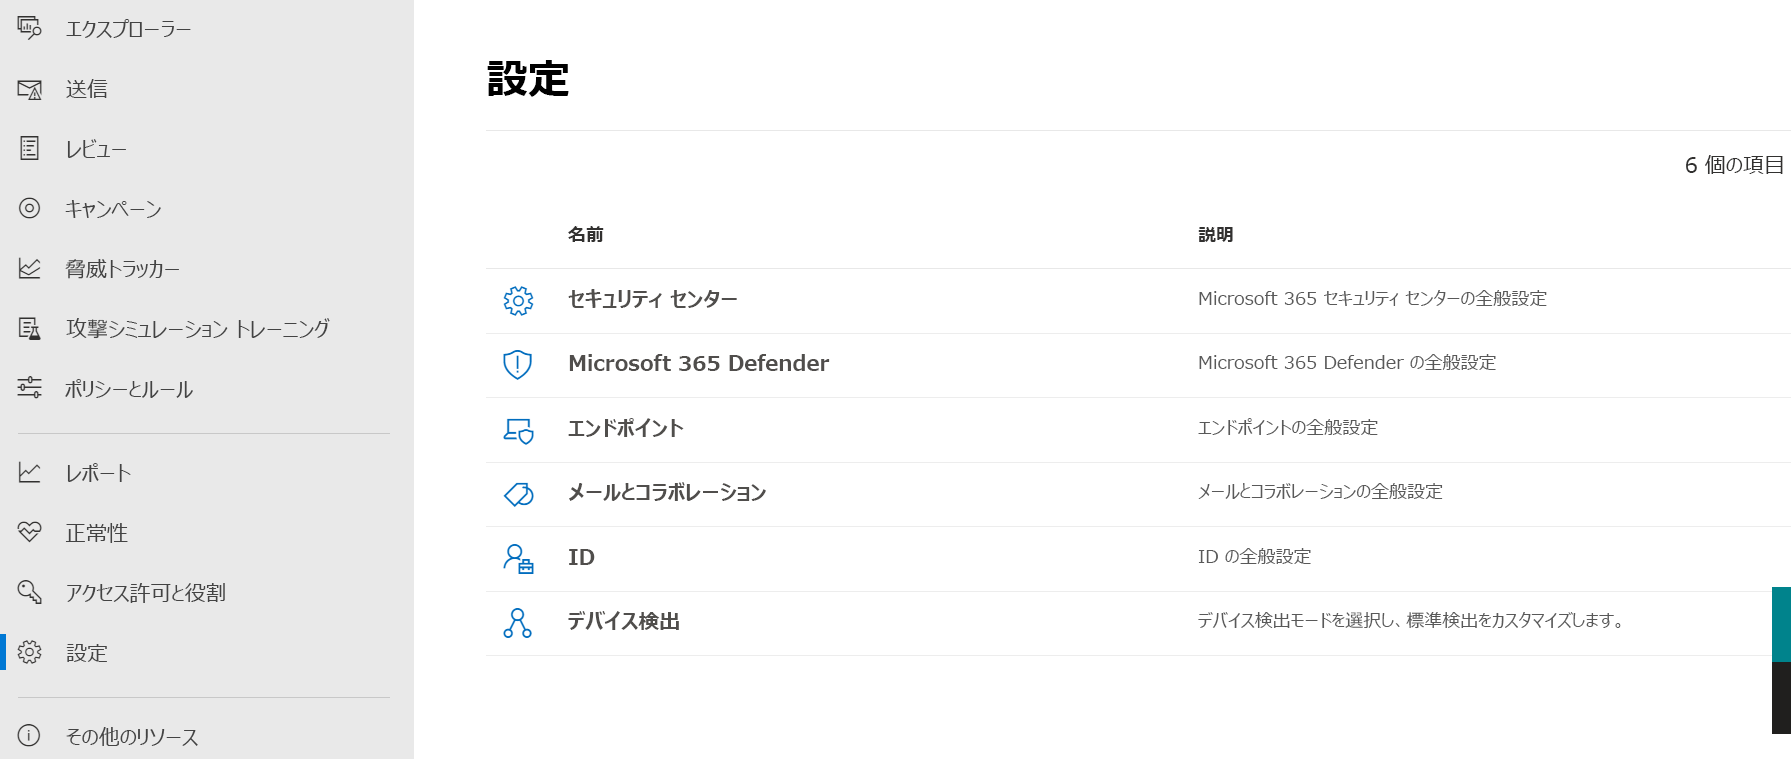 エクスプローラー
送信
レビュー
キャンペーン
脅威トラッカー
攻撃シミュレーション トレーニング
ポリシーとルール
レポート
正常性
アクセス許可と役割
設定
その他のリソース
設定
6 個の項目
名前 説明
セキュリティ センター Microsoft 365 セキュリティ センターの全般設定
Microsoft 365 Defender Microsoft 365 Defender の全般設定
エンドポイント エンドポイントの全般設定
メールとコラボレーション メールとコラボレーションの全般設定
ID ID の全般設定
デバイス検出 デバイス検出モードを選択し、標準検出をカスタマイズします。